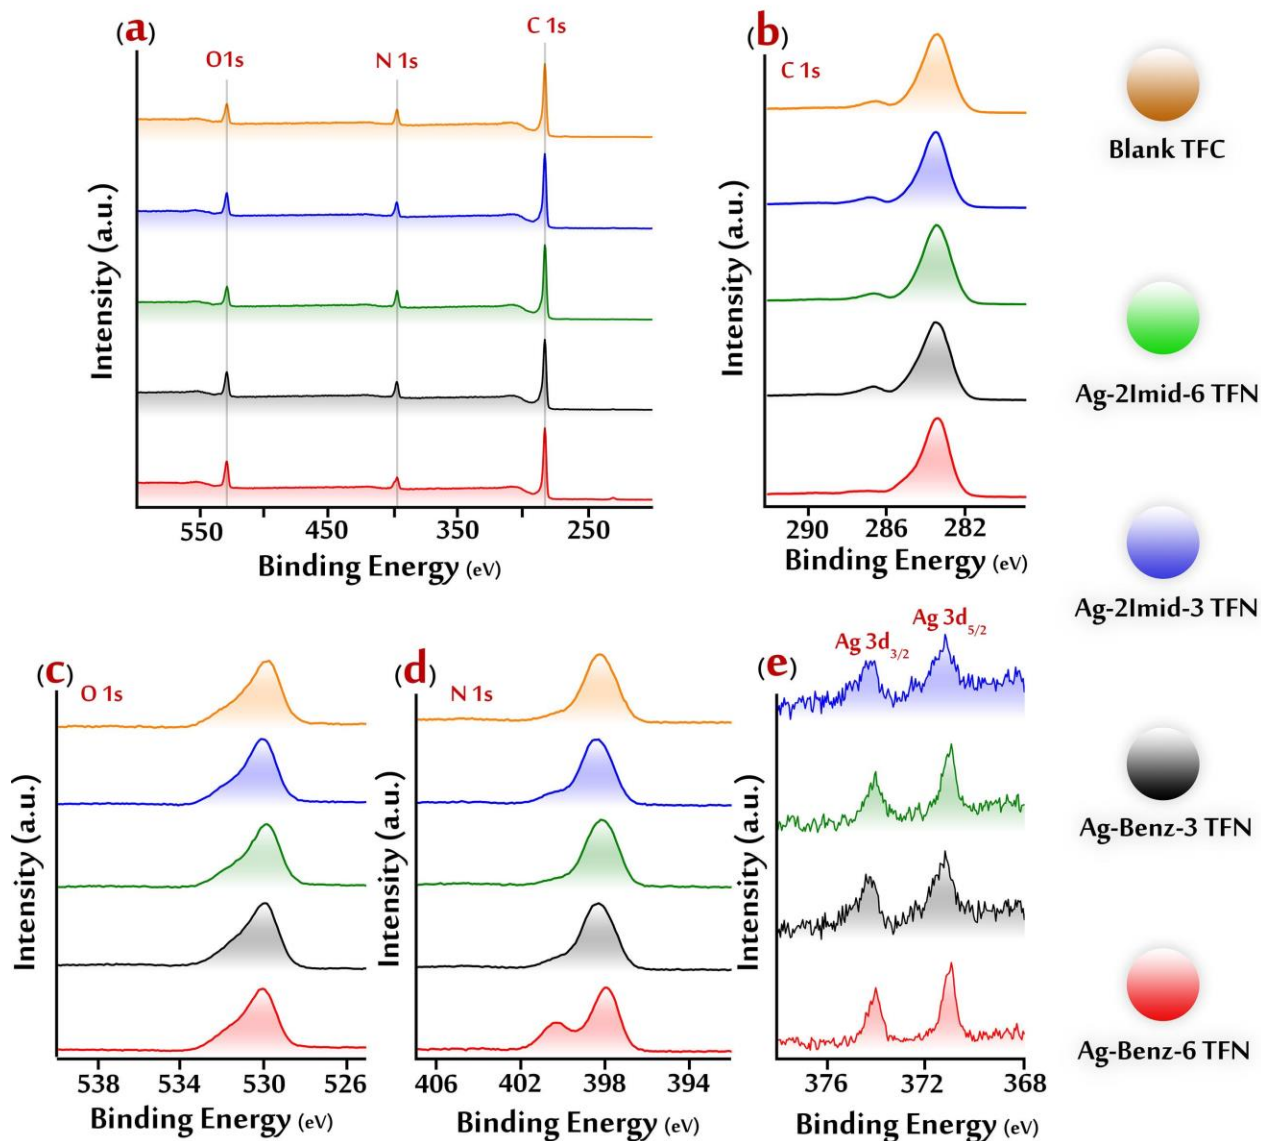 (a)
O1s
N 1s
C 1s
Intensity (a.u.)
550
450
350
250
Binding Energy (eV)
(b)
C 1s
Intensity (a.u.)
290
286
282
Binding Energy (eV)
Blank TFC
Ag-2Imid-6 TFN
Ag-2Imid-3 TFN
Ag-Benz-3 TFN
Ag-Benz-6 TFN
(c)
O 1s
Intensity (a.u.)
538
534
530
526
Binding Energy (eV)
(d)
N 1s
406
402
398
394
Binding Energy (eV)
(e)
Ag 3d3/2
Ag 3d5/2
Intensity (a.u.)
376
372
368
Binding Energy (eV)